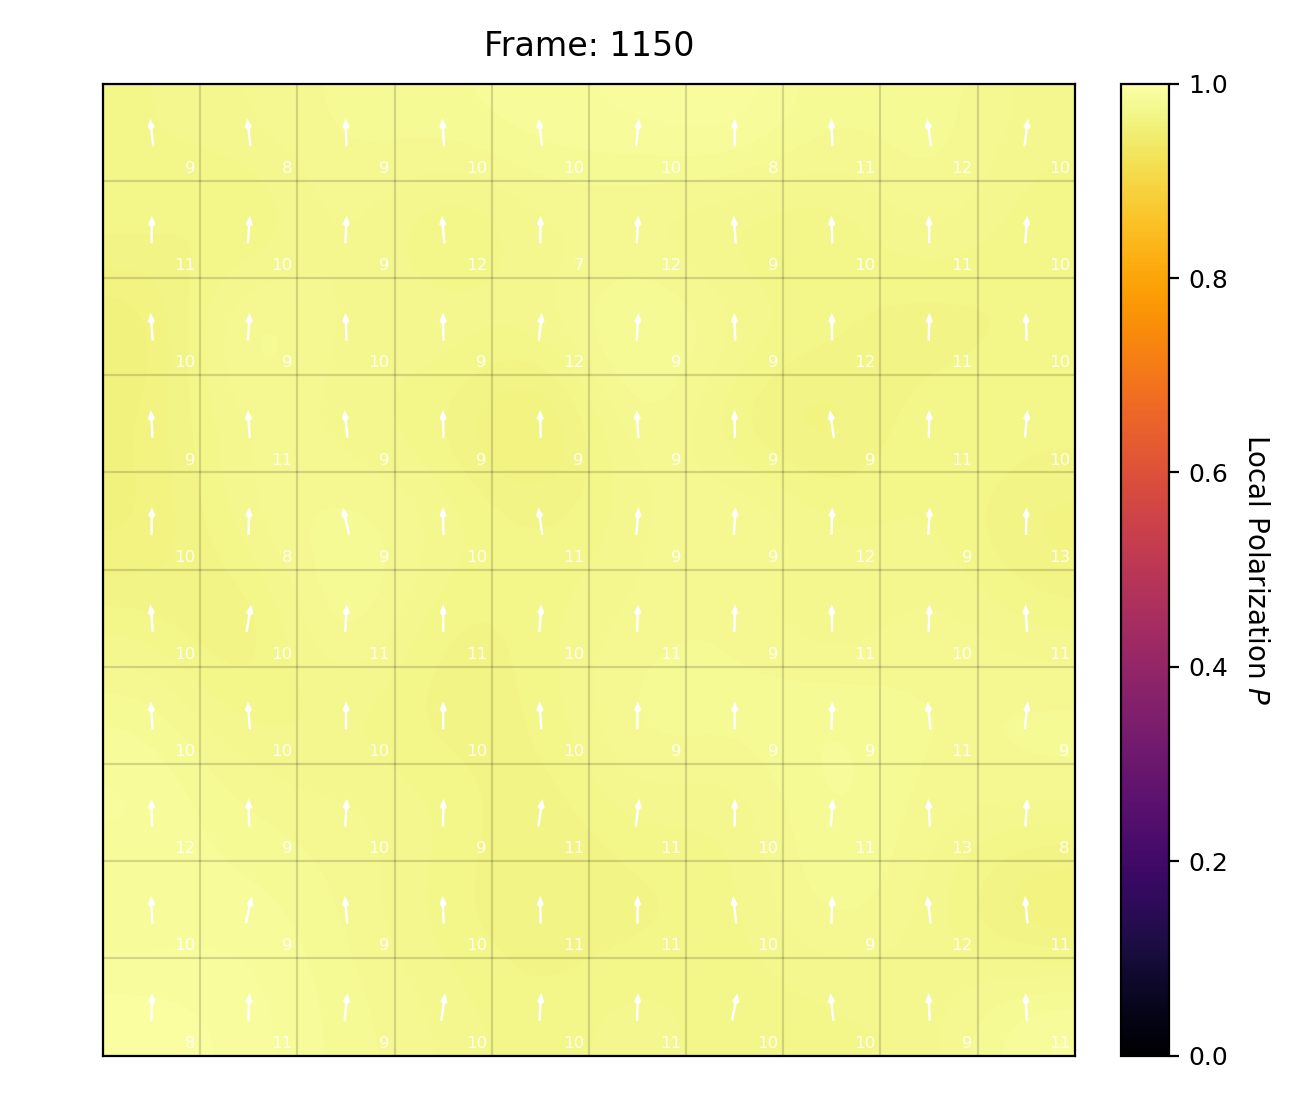 Frame: 1150
9 8 9 10 10 10 8 11 12 10
11 10 9 12 7 12 9 10 11 10
10 9 10 9 12 9 9 12 11 10
9 11 9 9 9 9 9 9 11 10
10 8 9 10 11 9 9 12 9 13
10 10 11 11 10 11 9 11 10 11
10 10 10 10 10 9 9 9 11 9
12 9 10 9 11 11 10 11 13 8
10 9 9 10 11 11 10 9 12 11
8 11 9 10 10 11 10 10 9 11
1.0
0.8
0.6
0.4
0.2
0.0
Local Polarization P